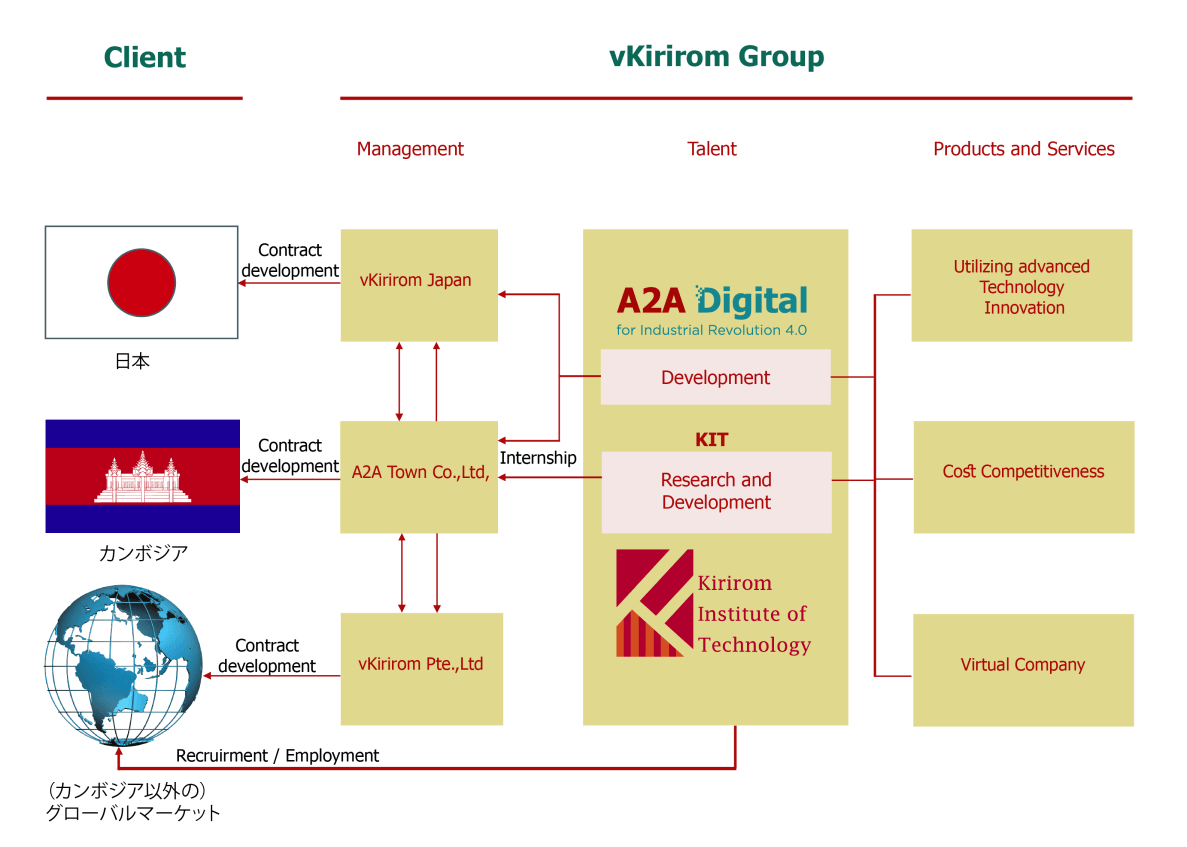 Client
vKirirom Group
Management
Talent
Products and Services
Contract
development
vKirirom Japan
日本
A2A Digital
for Industrial Revolution 4.0
Development
Utilizing advanced
Technology
Innovation
Contract
development
A2A Town Co.,Ltd,
カンボジア
Internship
KIT
Research and
Development
Cost Competitiveness
Contract
development
vKirirom Pte.,Ltd
Kirirom
Institute of
Technology
Virtual Company
Recruirment / Employment
（カンボジア以外の）
グローバルマーケット